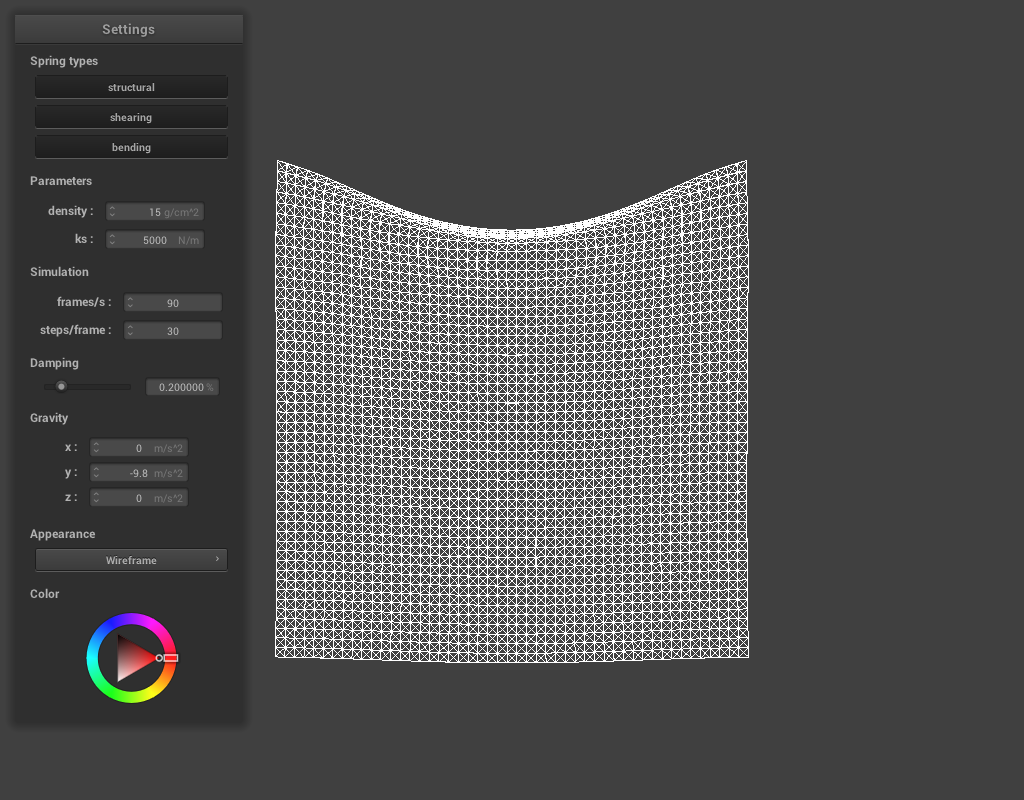 Settings
Spring types
structural
shearing
bending
Parameters
density : 15 g/cm^2
ks : 5000 N/m
Simulation
frames/s : 90
steps/frame : 30
Damping
0.200000 %
Gravity
x : 0 m/s^2
y : -9.8 m/s^2
z : 0 m/s^2
Appearance
Wireframe
Color